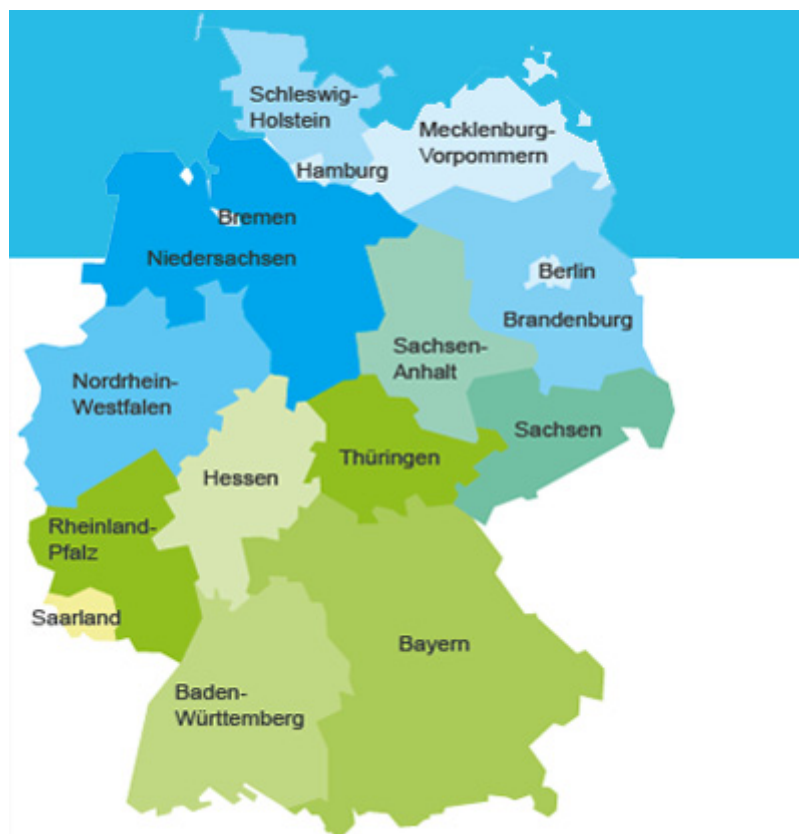 Schleswig-
Holstein
Mecklenburg-
Vorpommern
Hamburg
Bremen
Niedersachsen
Berlin
Brandenburg
Sachsen-
Anhalt
Nordrhein-
Westfalen
Sachsen
Thüringen
Hessen
Rheinland-
Pfalz
Saarland
Bayern
Baden-
Württemberg